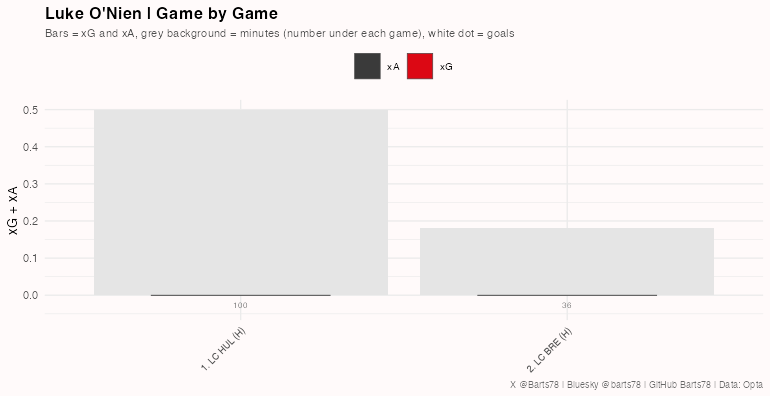 Luke O'Nien | Game by Game
Bars = xG and xA, grey background = minutes (number under each game), white dot = goals
xA xG
xG + xA
0.5
0.4
0.3
0.2
0.1
0.0
100 36
1. LC HUL (H) 2. LC BRE (H)
X @Barts78 | Bluesky @barts78 | GitHub Barts78 | Data: Opta